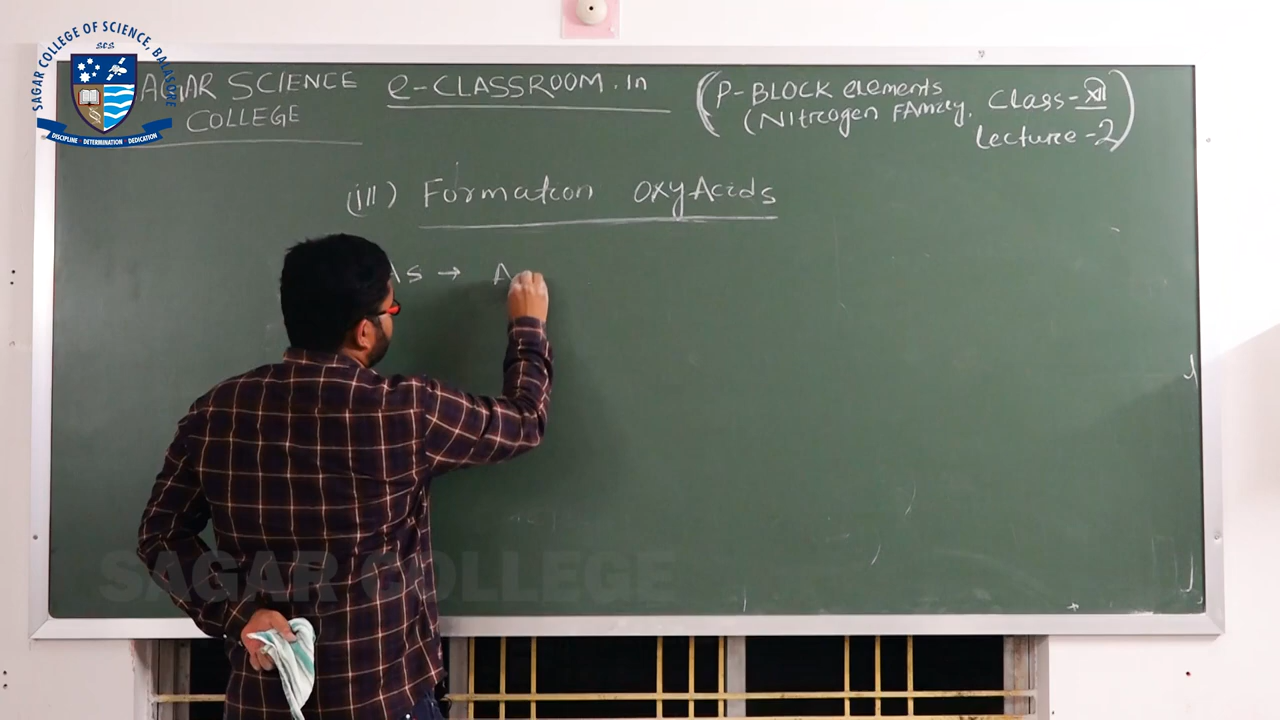 SAGAR COLLEGE OF SCIENCE, BALASORE
SCS
DISCIPLINE DETERMINATION DEDICATION
SAGAR SCIENCE
COLLEGE
e-CLASSROOM.in
(P-BLOCK elements
(Nitrogen FAMILY.
Class-XII
Lecture-2)
(iii) Formation OXYAcids
AS → A
SAGAR COLLEGE